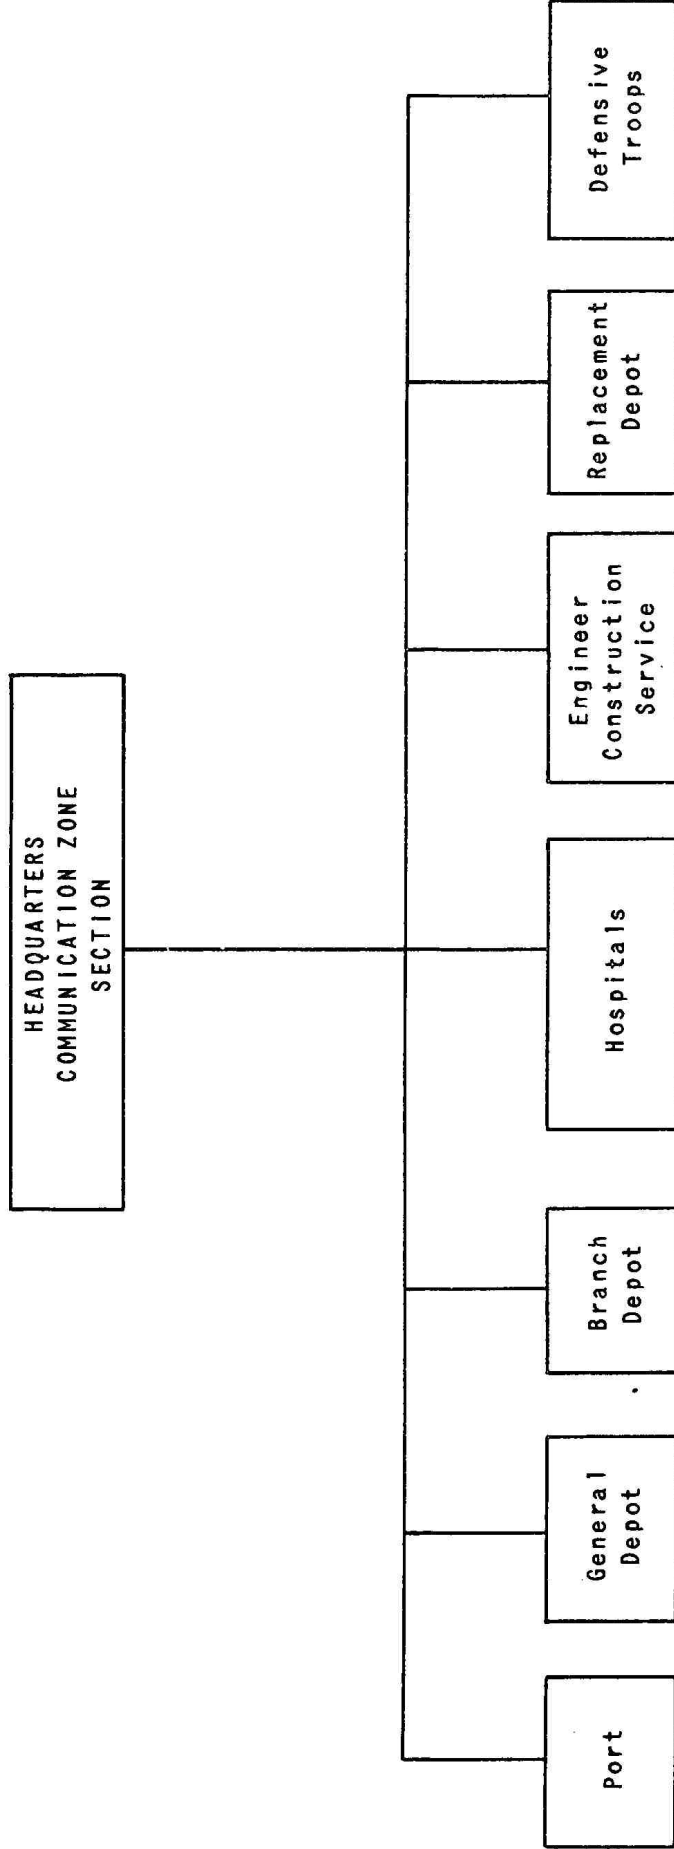 HEADQUARTERS
COMMUNICATION ZONE
SECTION
Port
General
Depot
Branch
Depot
Hospitals
Engineer
Construction
Service
Replacement
Depot
Defensive
Troops